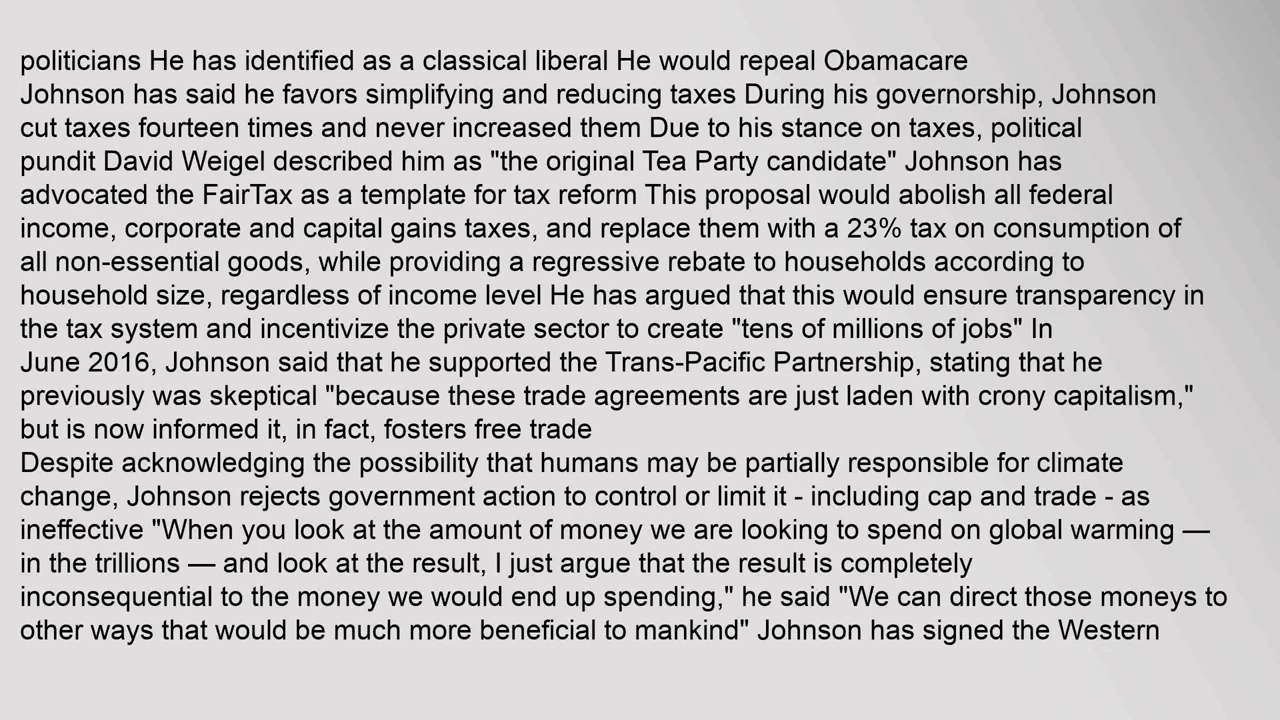 politicians He has identified as a classical liberal He would repeal Obamacare
Johnson has said he favors simplifying and reducing taxes During his governorship, Johnson
cut taxes fourteen times and never increased them Due to his stance on taxes, political
pundit David Weigel described him as "the original Tea Party candidate" Johnson has
advocated the FairTax as a template for tax reform This proposal would abolish all federal
income, corporate and capital gains taxes, and replace them with a 23% tax on consumption of
all non-essential goods, while providing a regressive rebate to households according to
household size, regardless of income level He has argued that this would ensure transparency in
the tax system and incentivize the private sector to create "tens of millions of jobs" In
June 2016, Johnson said that he supported the Trans-Pacific Partnership, stating that he
previously was skeptical "because these trade agreements are just laden with crony capitalism,"
but is now informed it, in fact, fosters free trade
Despite acknowledging the possibility that humans may be partially responsible for climate
change, Johnson rejects government action to control or limit it - including cap and trade - as
ineffective "When you look at the amount of money we are looking to spend on global warming —
in the trillions — and look at the result, I just argue that the result is completely
inconsequential to the money we would end up spending," he said "We can direct those moneys to
other ways that would be much more beneficial to mankind" Johnson has signed the Western